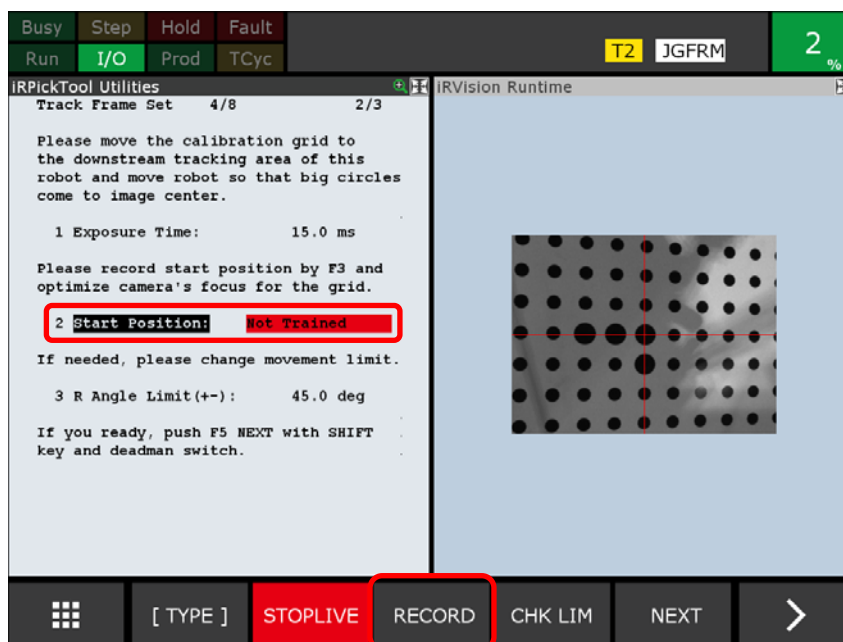 Busy Step Hold Fault
Run I/O Prod TCyc
T2 JGFRM
2 %
iRPickTool Utilities
Track Frame Set 4/8 2/3
Please move the calibration grid to
the downstream tracking area of this
robot and move robot so that big circles
come to image center.
1 Exposure Time: 15.0 ms
Please record start position by F3 and
optimize camera's focus for the grid.
2 Start Position: Not Trained
If needed, please change movement limit.
3 R Angle Limit(+-): 45.0 deg
If you ready, push F5 NEXT with SHIFT
key and deadman switch.
iRVision Runtime
[ TYPE ] STOPLIVE RECORD CHK LIM NEXT >